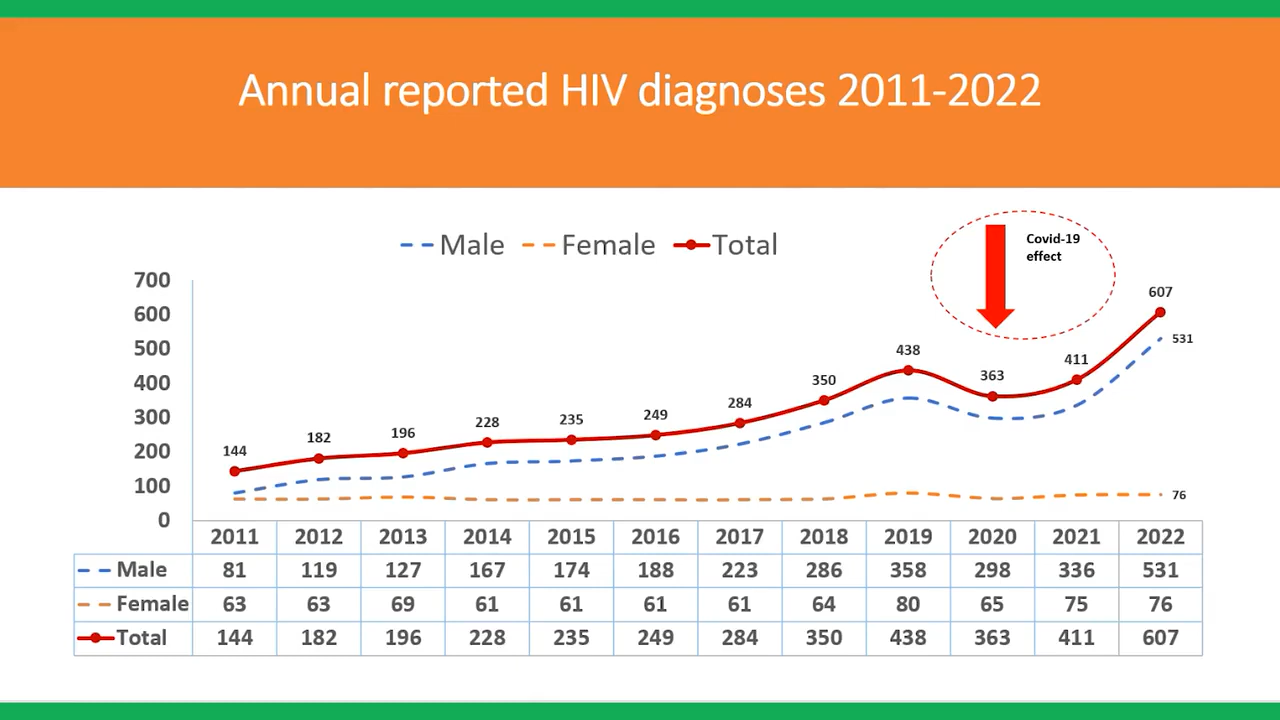 Annual reported HIV diagnoses 2011-2022
Male Female Total
Covid-19
effect
700
600
500
400
300
200
100
0
144 182 196 228 235 249 284 350 438 363 411 607
531
76
2011 2012 2013 2014 2015 2016 2017 2018 2019 2020 2021 2022
Male 81 119 127 167 174 188 223 286 358 298 336 531
Female 63 63 69 61 61 61 61 64 80 65 75 76
Total 144 182 196 228 235 249 284 350 438 363 411 607